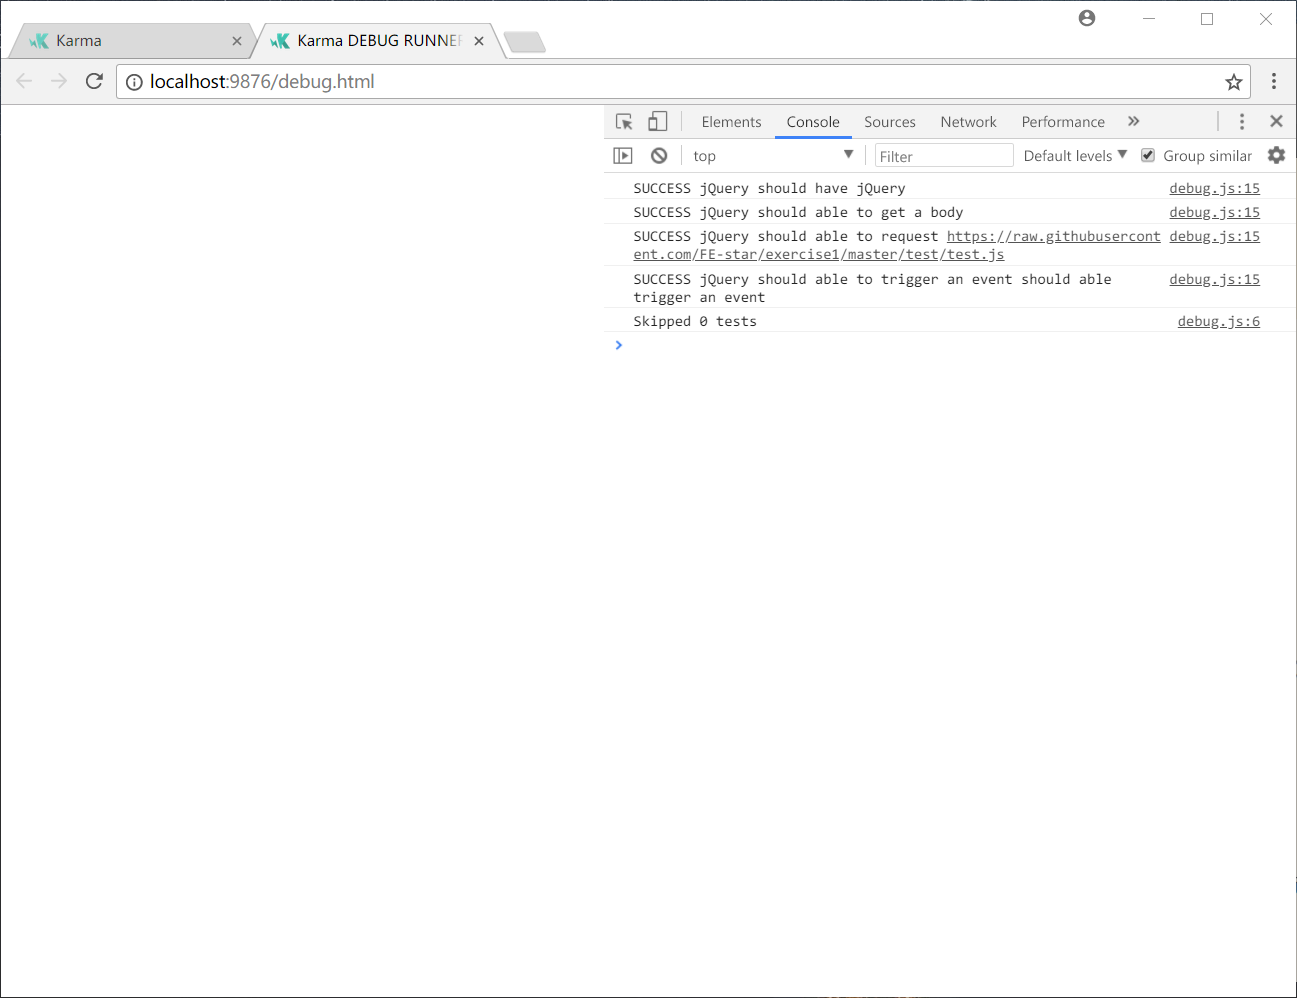 Karma
Karma DEBUG RUNNER
localhost:9876/debug.html
Elements Console Sources Network Performance »
top Filter Default levels Group similar
SUCCESS jQuery should have jQuery debug.js:15
SUCCESS jQuery should able to get a body debug.js:15
SUCCESS jQuery should able to request https://raw.githubusercont debug.js:15
ent.com/FE-star/exercise1/master/test/test.js
SUCCESS jQuery should able to trigger an event should able debug.js:15
trigger an event
Skipped 0 tests debug.js:6